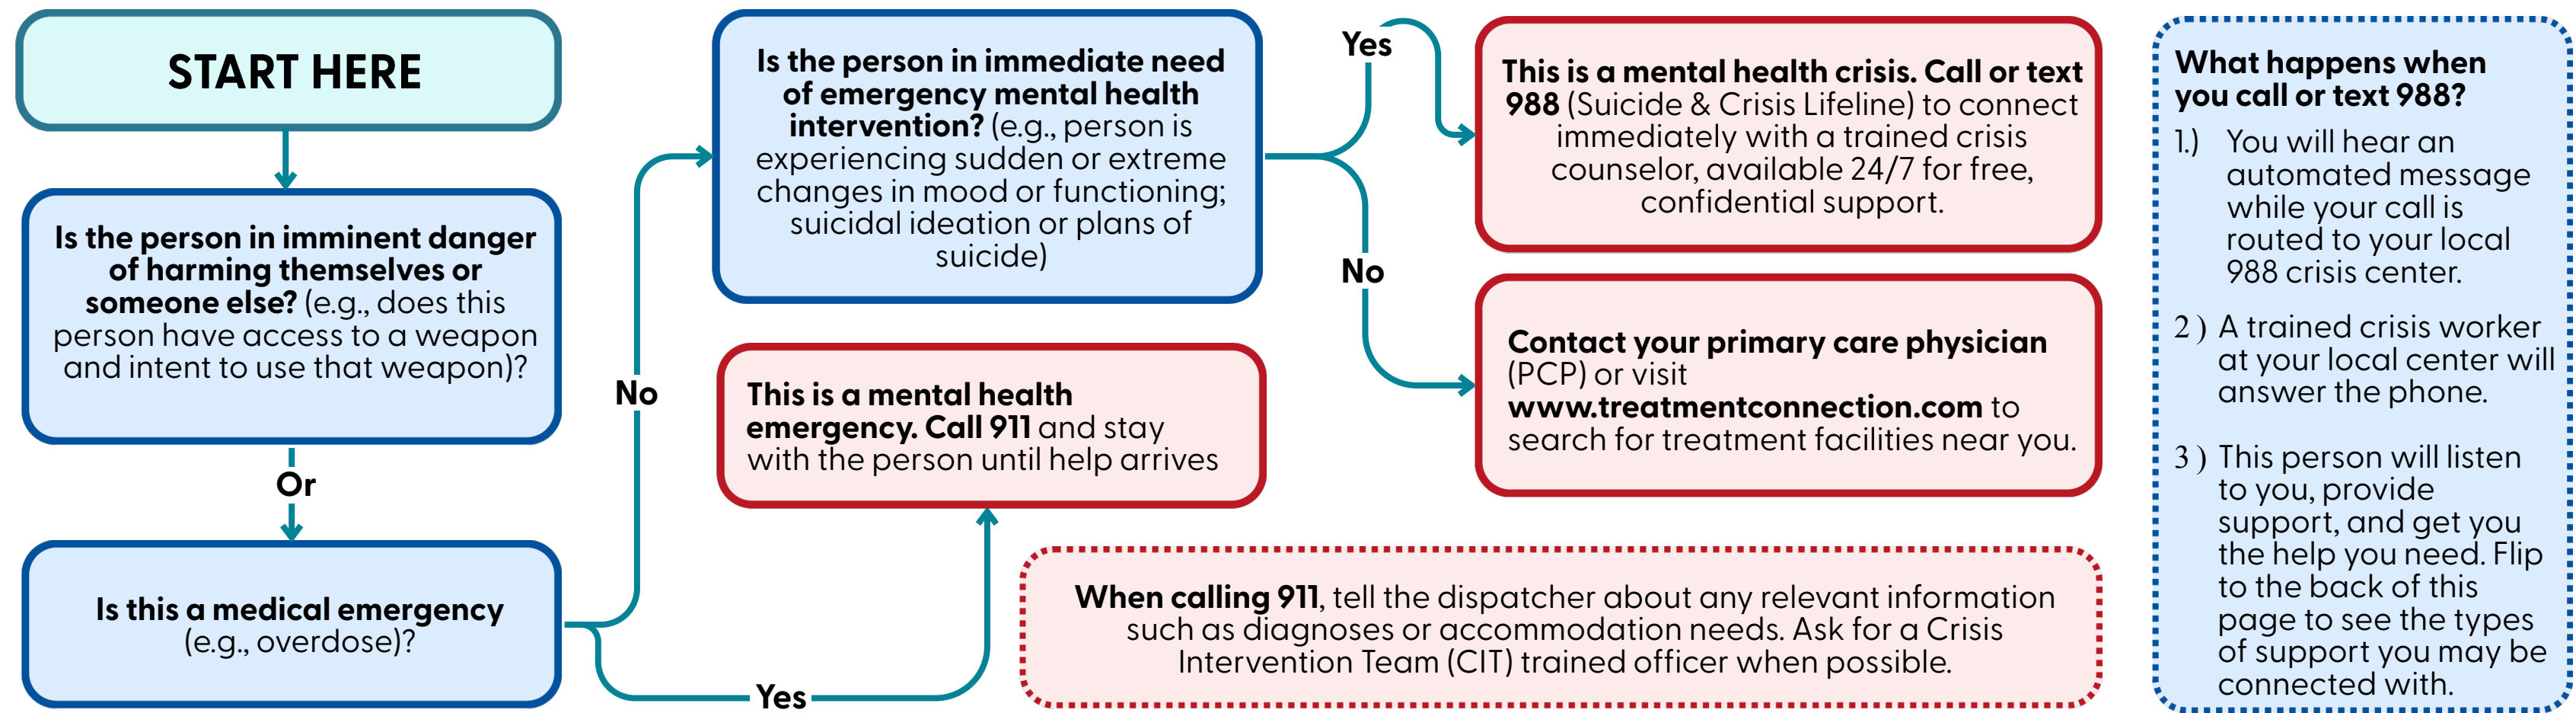 START HERE
Is the person in imminent danger
of harming themselves or
someone else? (e.g., does this
person have access to a weapon
and intent to use that weapon)?
Or
Is this a medical emergency
(e.g., overdose)?
No
Yes
Is the person in immediate need
of emergency mental health
intervention? (e.g., person is
experiencing sudden or extreme
changes in mood or functioning;
suicidal ideation or plans of
suicide)
This is a mental health
emergency. Call 911 and stay
with the person until help arrives
Yes
No
This is a mental health crisis. Call or text
988 (Suicide & Crisis Lifeline) to connect
immediately with a trained crisis
counselor, available 24/7 for free,
confidential support.
Contact your primary care physician
(PCP) or visit
www.treatmentconnection.com to
search for treatment facilities near you.
When calling 911, tell the dispatcher about any relevant information
such as diagnoses or accommodation needs. Ask for a Crisis
Intervention Team (CIT) trained officer when possible.
What happens when
you call or text 988?
1.) You will hear an
automated message
while your call is
routed to your local
988 crisis center.
2) A trained crisis worker
at your local center will
answer the phone.
3) This person will listen
to you, provide
support, and get you
the help you need. Flip
to the back of this
page to see the types
of support you may be
connected with.